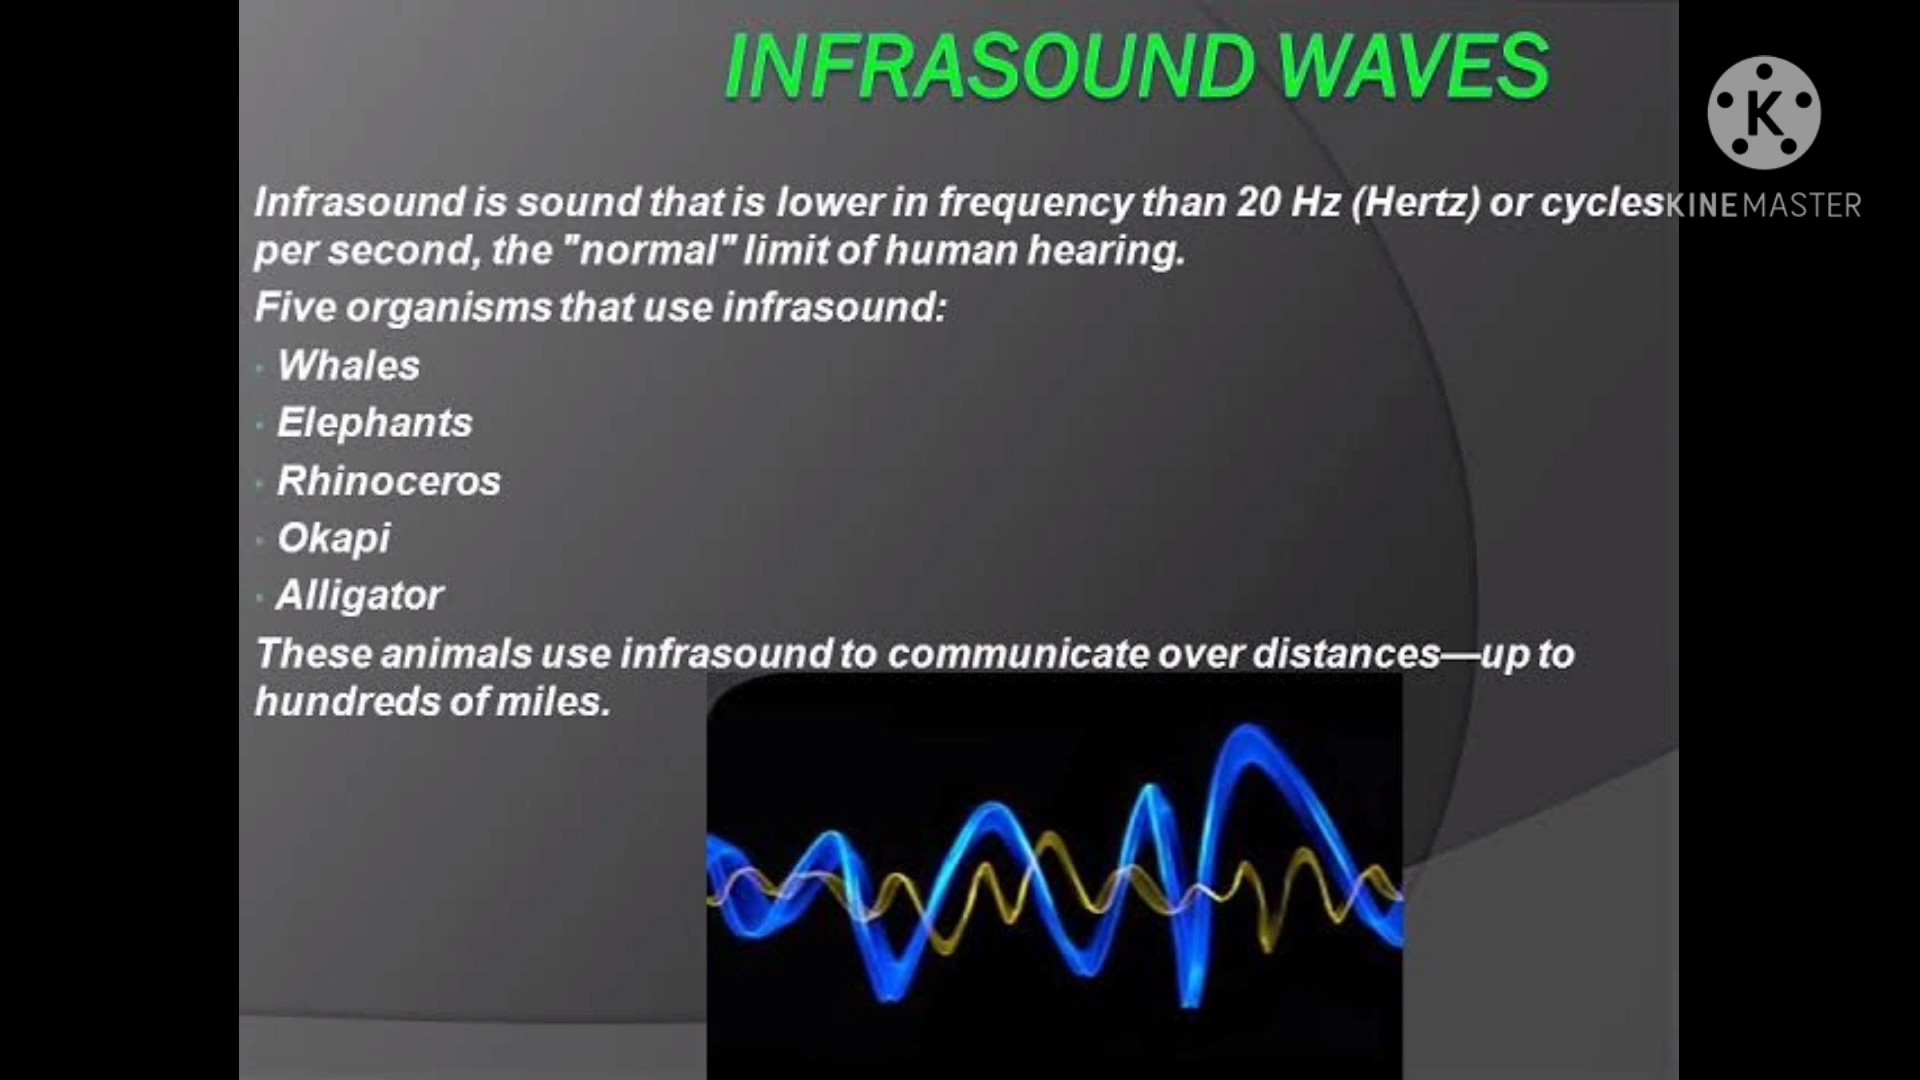 INFRASOUND WAVES
K
KINEMASTER
Infrasound is sound that is lower in frequency than 20 Hz (Hertz) or cycles
per second, the "normal" limit of human hearing.
Five organisms that use infrasound:
• Whales
• Elephants
• Rhinoceros
• Okapi
• Alligator
These animals use infrasound to communicate over distances—up to
hundreds of miles.